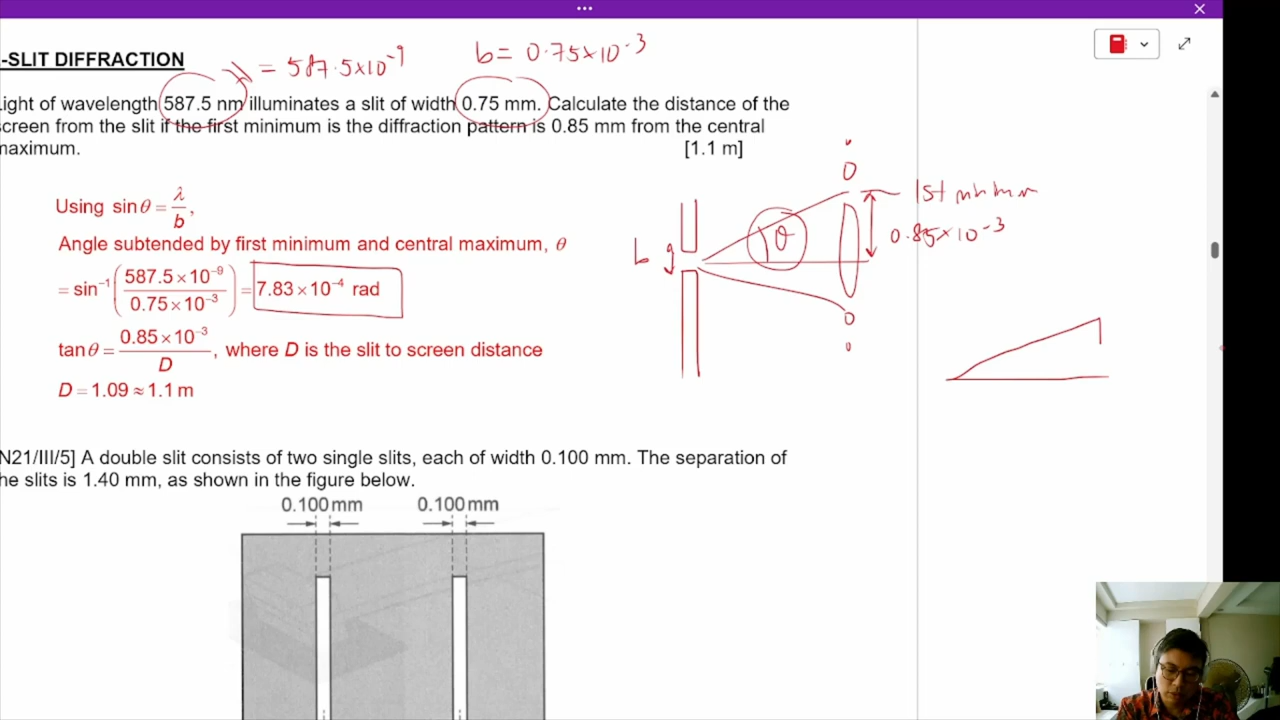 -SLIT DIFFRACTION
λ = 587.5×10⁻⁹
b = 0.75×10⁻³
ight of wavelength 587.5 nm illuminates a slit of width 0.75 mm. Calculate the distance of the
screen from the slit if the first minimum is the diffraction pattern is 0.85 mm from the central
maximum. [1.1 m]
Using sin θ = λ/b,
Angle subtended by first minimum and central maximum, θ
= sin⁻¹ (587.5×10⁻⁹ / 0.75×10⁻³) = 7.83×10⁻⁴ rad
tan θ = 0.85×10⁻³ / D, where D is the slit to screen distance
D = 1.09 ≈ 1.1 m
b
θ
1st
0.85×10⁻³
N21/III/5] A double slit consists of two single slits, each of width 0.100 mm. The separation of
he slits is 1.40 mm, as shown in the figure below.
0.100 mm 0.100 mm